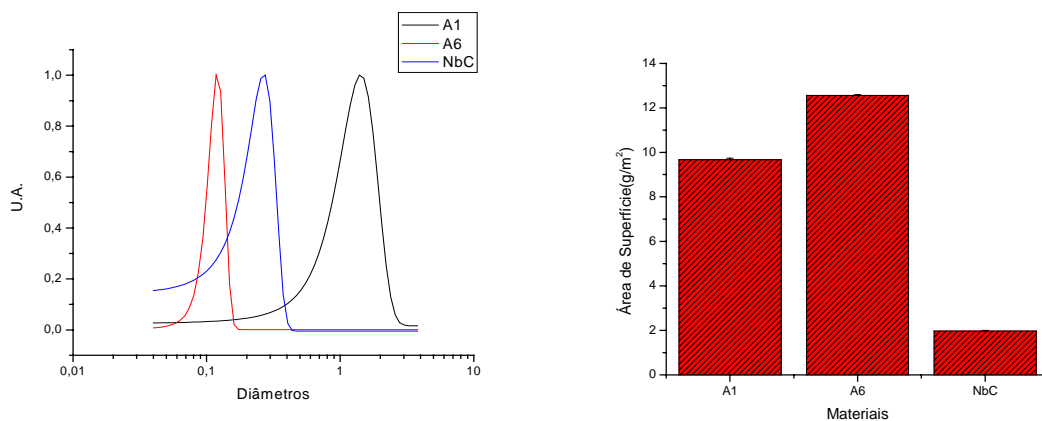 A1
A6
NbC
1,0
0,8
0,6
0,4
0,2
0,0
U.A.
0,01
0,1
1
10
Diâmetros
14
12
10
8
6
4
2
0
Área de Superfície(g/m²)
A1
A6
NbC
Materiais